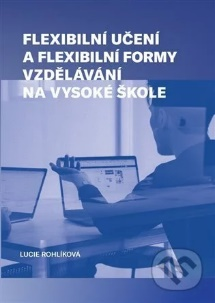 FLEXIBILNÍ UČENÍ
A FLEXIBILNÍ FORMY
VZDĚLÁVÁNÍ
NA VYSOKÉ ŠKOLE
LUCIE ROHLÍKOVÁ